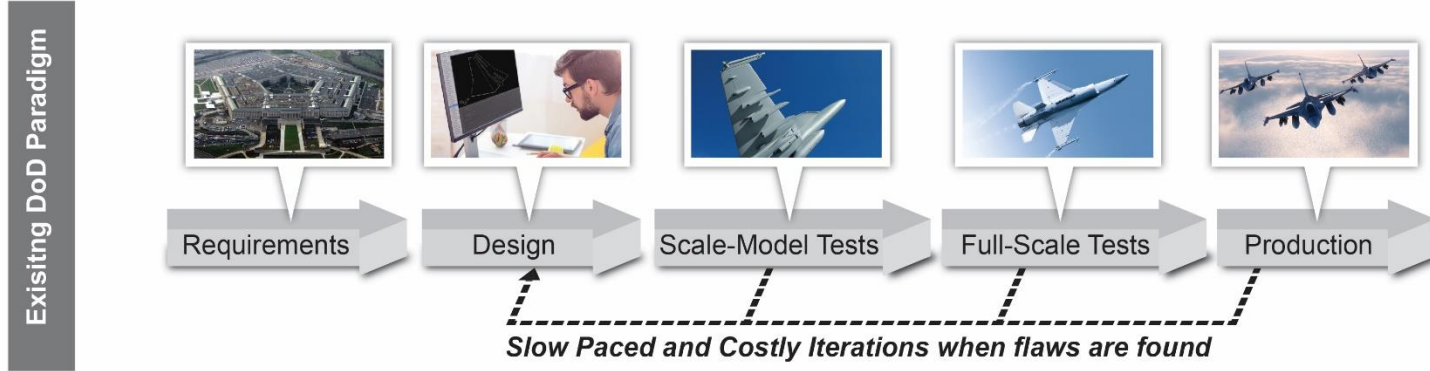 Exisitng DoD Paradigm
Requirements
Design
Scale-Model Tests
Full-Scale Tests
Production
Slow Paced and Costly Iterations when flaws are found